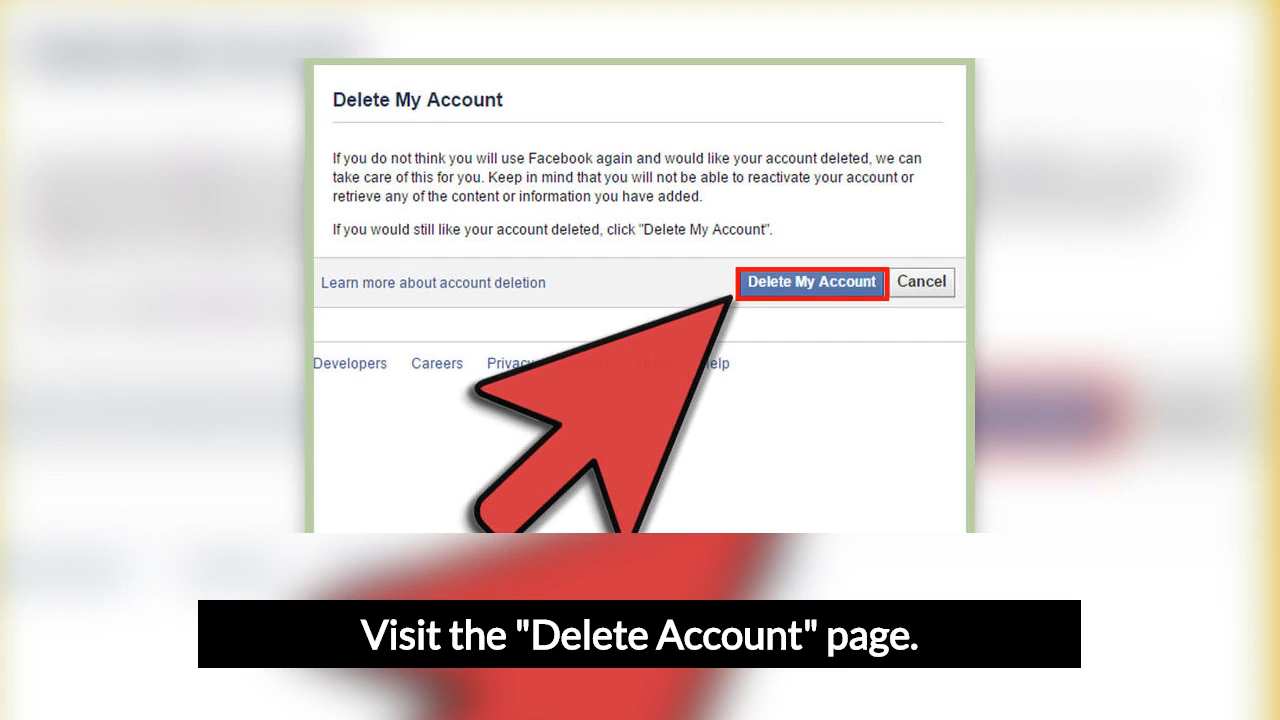 Delete My Account
If you do not think you will use Facebook again and would like your account deleted, we can
take care of this for you. Keep in mind that you will not be able to reactivate your account or
retrieve any of the content or information you have added.
If you would still like your account deleted, click "Delete My Account".
Learn more about account deletion Delete My Account Cancel
Developers Careers
Visit the "Delete Account" page.